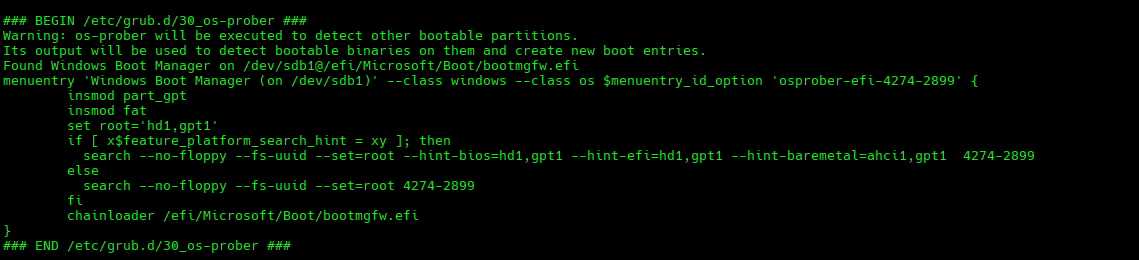 ### BEGIN /etc/grub.d/30_os-prober ###
Warning: os-prober will be executed to detect other bootable partitions.
Its output will be used to detect bootable binaries on them and create new boot entries.
Found Windows Boot Manager on /dev/sdb1@/efi/Microsoft/Boot/bootmgfw.efi
menuentry 'Windows Boot Manager (on /dev/sdb1)' --class windows --class os $menuentry_id_option 'osprober-efi-4274-2899' {
        insmod part_gpt
        insmod fat
        set root='hd1,gpt1'
        if [ x$feature_platform_search_hint = xy ]; then
          search --no-floppy --fs-uuid --set=root --hint-bios=hd1,gpt1 --hint-efi=hd1,gpt1 --hint-baremetal=ahci1,gpt1  4274-2899
        else
          search --no-floppy --fs-uuid --set=root 4274-2899
        fi
        chainloader /efi/Microsoft/Boot/bootmgfw.efi
}
### END /etc/grub.d/30_os-prober ###